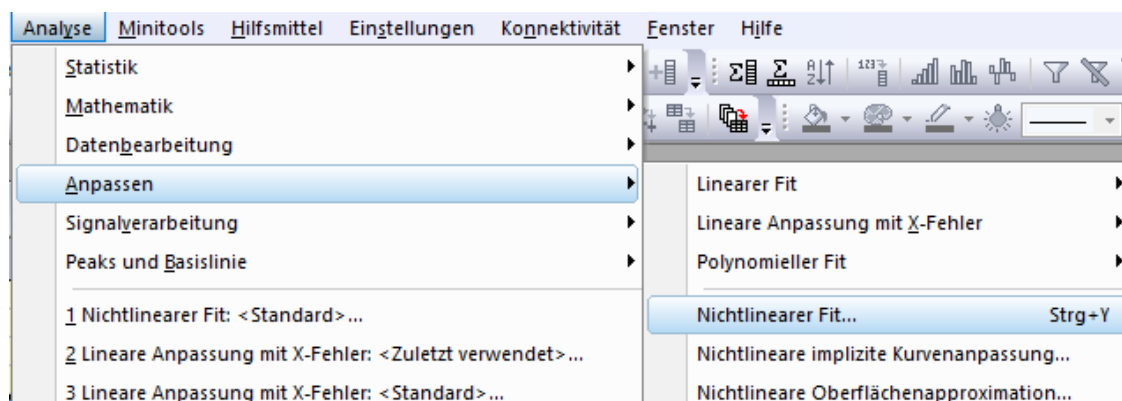 Analyse Minitools Hilfsmittel Einstellungen Konnektivität Fenster Hilfe
Statistik
Mathematik
Datenbearbeitung
Anpassen
Signalverarbeitung
Peaks und Basislinie
1 Nichtlinearer Fit: <Standard>...
2 Lineare Anpassung mit X-Fehler: <Zuletzt verwendet>...
3 Lineare Anpassung mit X-Fehler: <Standard>...
Linearer Fit
Lineare Anpassung mit X-Fehler
Polynomieller Fit
Nichtlinearer Fit... Strg+Y
Nichtlineare implizite Kurvenanpassung...
Nichtlineare Oberflächenapproximation...